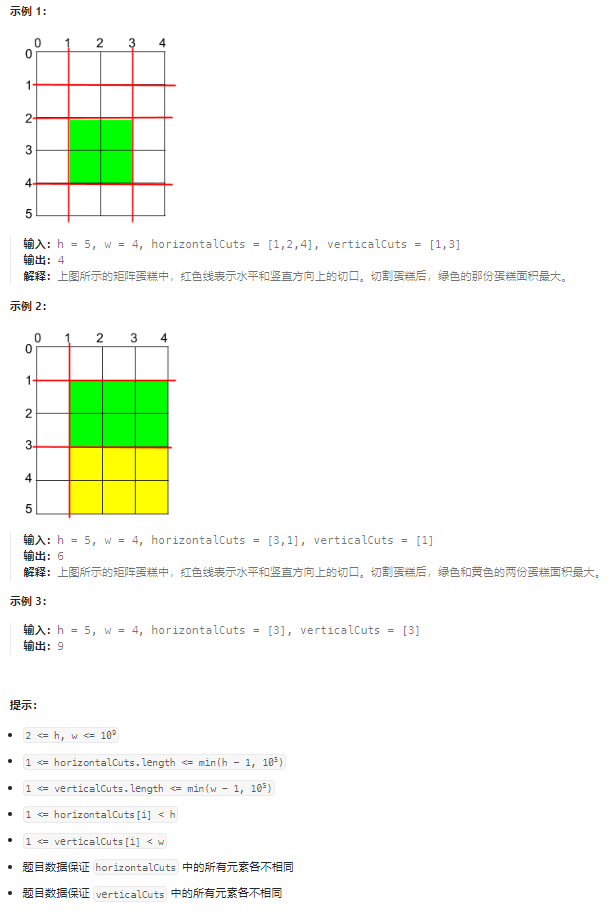 示例 1：
0 1 2 3 4
0
1
2
3
4
5
输入：h = 5, w = 4, horizontalCuts = [1,2,4], verticalCuts = [1,3]
输出：4
解释：上图所示的矩阵蛋糕中，红色线表示水平和竖直方向上的切口。切割蛋糕后，绿色的那份蛋糕面积最大。
示例 2：
0 1 2 3 4
0
1
2
3
4
5
输入：h = 5, w = 4, horizontalCuts = [3,1], verticalCuts = [1]
输出：6
解释：上图所示的矩阵蛋糕中，红色线表示水平和竖直方向上的切口。切割蛋糕后，绿色和黄色的两份蛋糕面积最大。
示例 3：
输入：h = 5, w = 4, horizontalCuts = [3], verticalCuts = [3]
输出：9
提示：
• 2 <= h, w <= 10⁹
• 1 <= horizontalCuts.length <= min(h - 1, 10⁵)
• 1 <= verticalCuts.length <= min(w - 1, 10⁵)
• 1 <= horizontalCuts[i] < h
• 1 <= verticalCuts[i] < w
• 题目数据保证 horizontalCuts 中的所有元素各不相同
• 题目数据保证 verticalCuts 中的所有元素各不相同